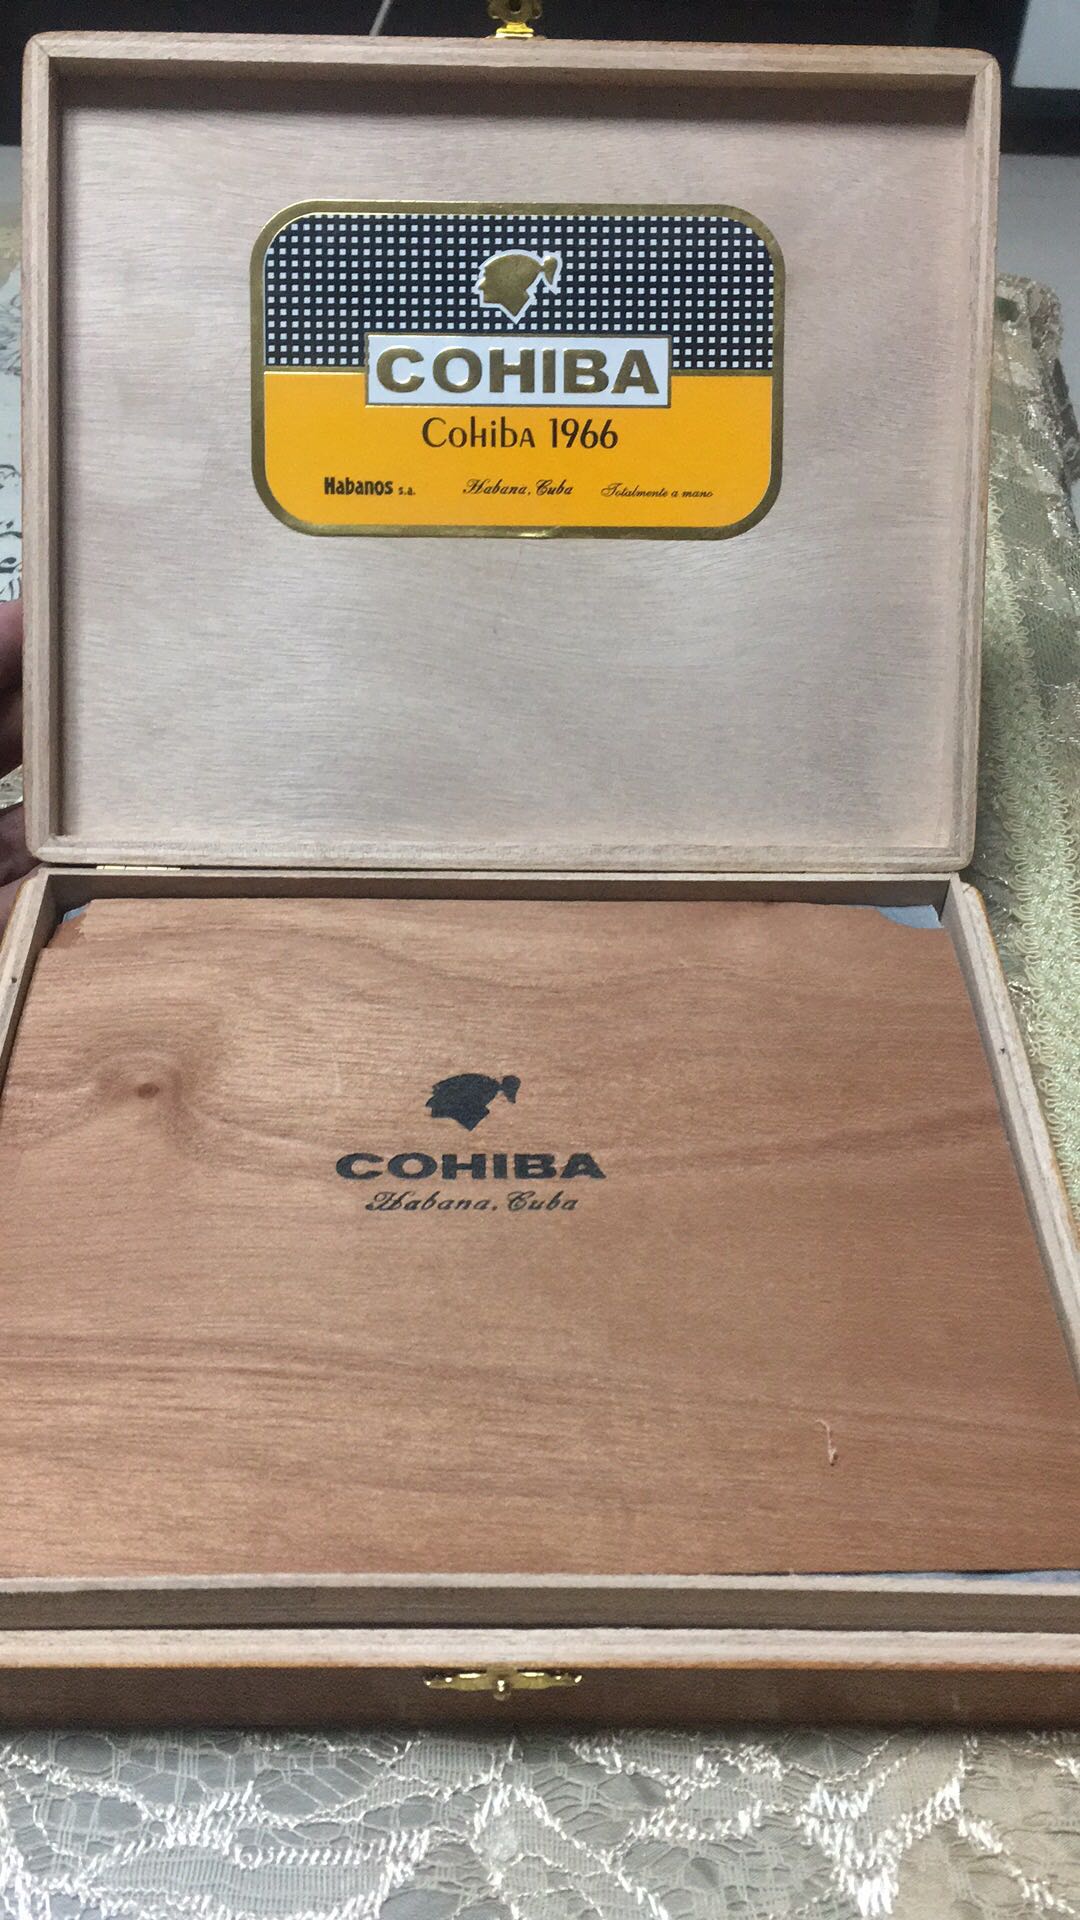 COHIBA
Cohiba 1966
Habanos s.a. Habana, Cuba Totalmente a mano
COHIBA
Habana, Cuba